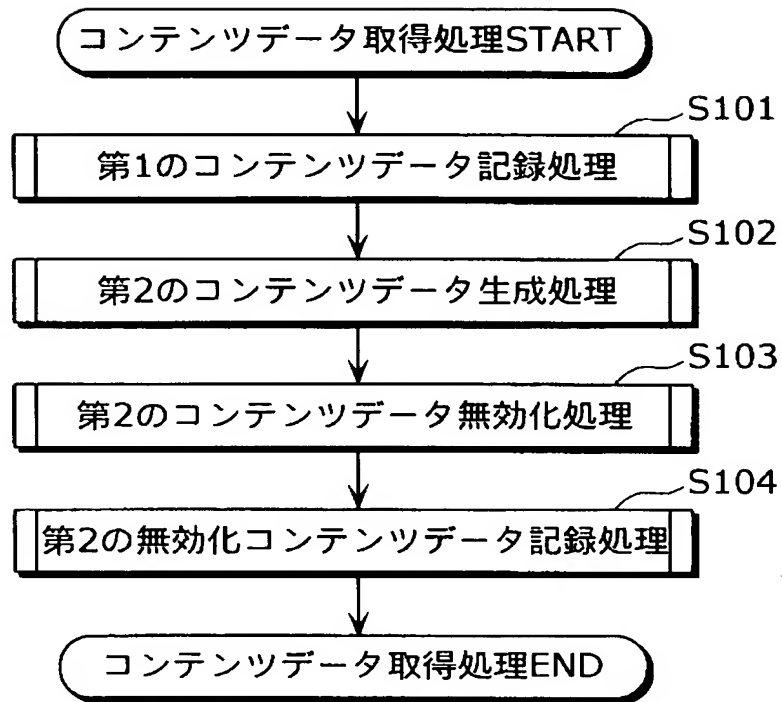 コンテンツデータ取得処理START
S101
第1のコンテンツデータ記録処理
S102
第2のコンテンツデータ生成処理
S103
第2のコンテンツデータ無効化処理
S104
第2の無効化コンテンツデータ記録処理
コンテンツデータ取得処理END